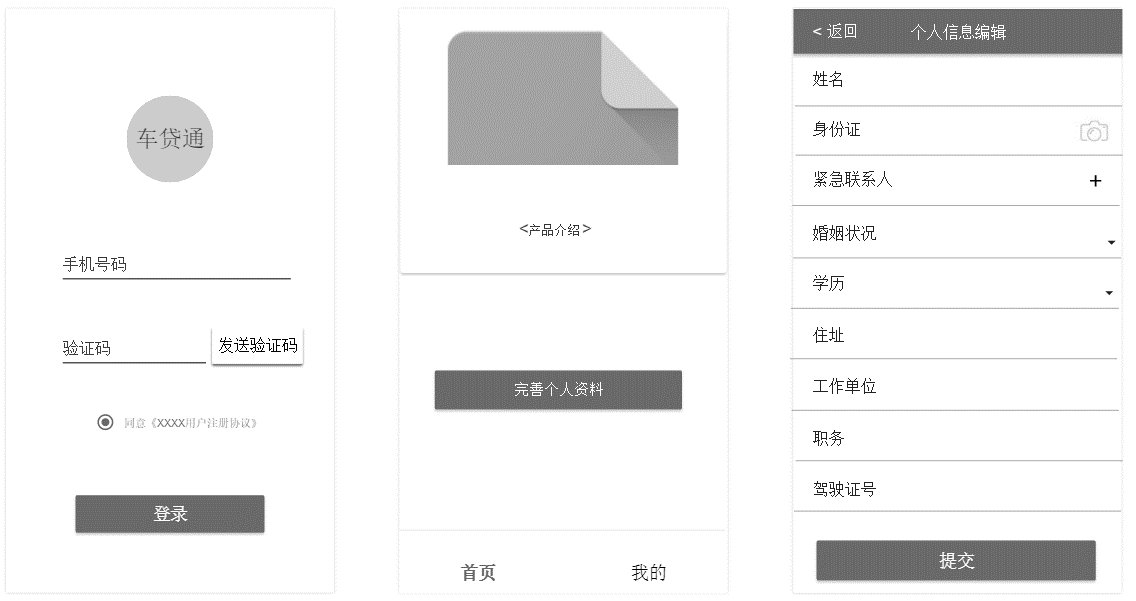 车贷通
手机号码
验证码 发送验证码
同意《XXXX用户注册协议》
登录
<产品介绍>
完善个人资料
首页 我的
< 返回 个人信息编辑
姓名
身份证
紧急联系人 +
婚姻状况
学历
住址
工作单位
职务
驾驶证号
提交